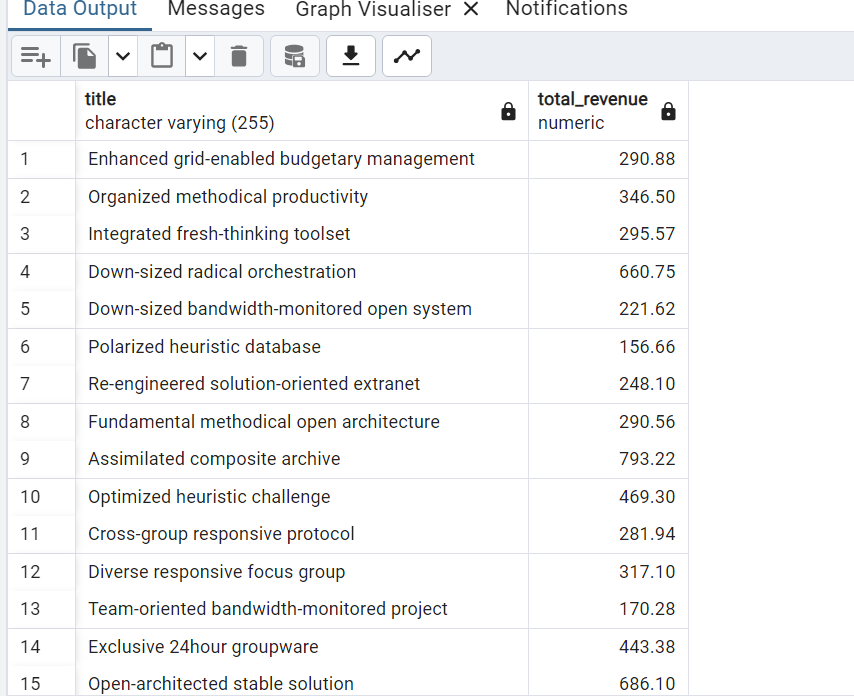 Data Output Messages Graph Visualiser Notifications
title total_revenue
character varying (255) numeric
1 Enhanced grid-enabled budgetary management 290.88
2 Organized methodical productivity 346.50
3 Integrated fresh-thinking toolset 295.57
4 Down-sized radical orchestration 660.75
5 Down-sized bandwidth-monitored open system 221.62
6 Polarized heuristic database 156.66
7 Re-engineered solution-oriented extranet 248.10
8 Fundamental methodical open architecture 290.56
9 Assimilated composite archive 793.22
10 Optimized heuristic challenge 469.30
11 Cross-group responsive protocol 281.94
12 Diverse responsive focus group 317.10
13 Team-oriented bandwidth-monitored project 170.28
14 Exclusive 24hour groupware 443.38
15 Open-architected stable solution 686.10